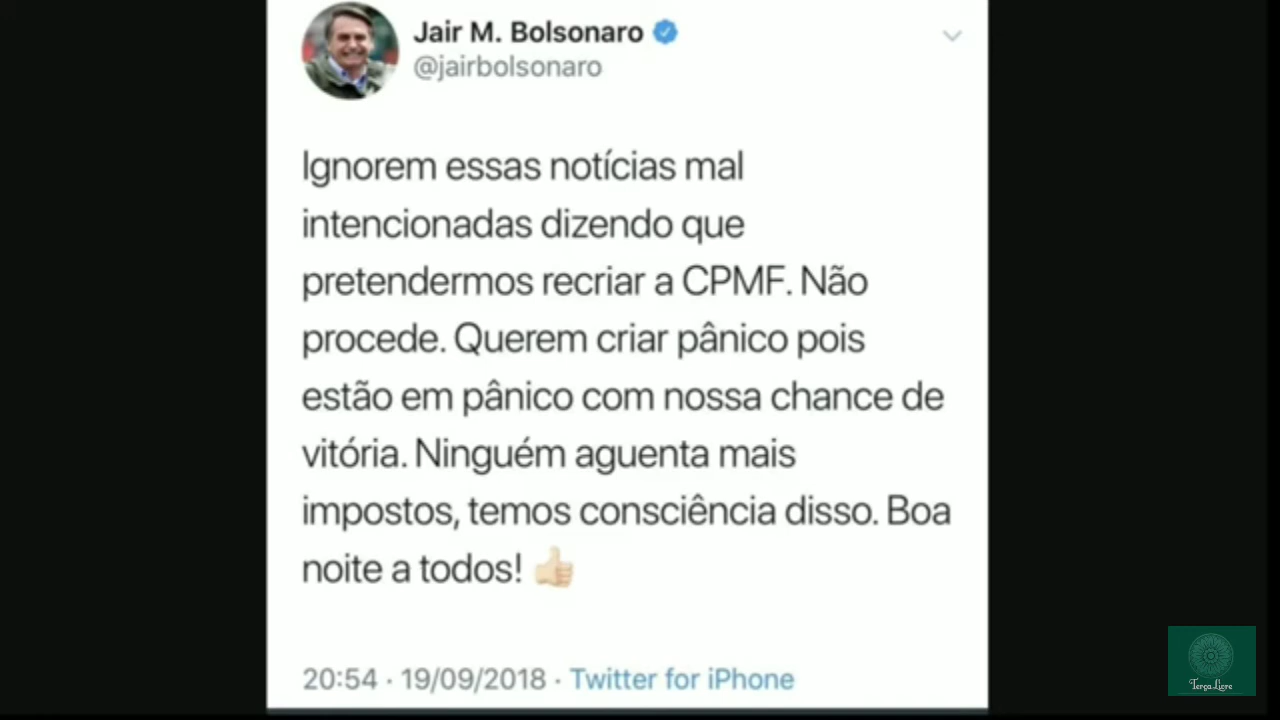 Jair M. Bolsonaro
@jairbolsonaro
Ignorem essas notícias mal
intencionadas dizendo que
pretendermos recriar a CPMF. Não
procede. Querem criar pânico pois
estão em pânico com nossa chance de
vitória. Ninguém aguenta mais
impostos, temos consciência disso. Boa
noite a todos! 👍🏻
20:54 · 19/09/2018 · Twitter for iPhone
Terça Livre